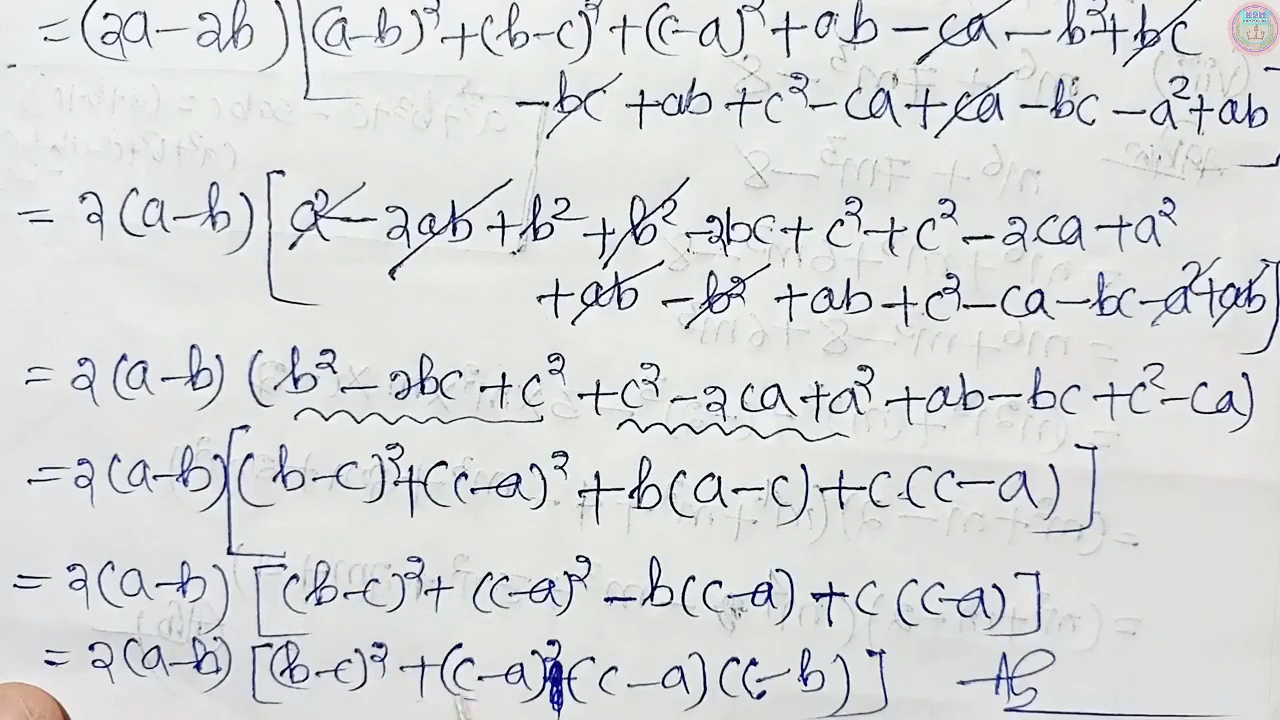 =(2a-2b)[(a-b)²+(b-c)²+(c-a)²+ab-ca-b²+bc
-bc+ab+c²-ca+ca-bc-a²+ab]
=2(a-b)[a²-2ab+b²+b²-2bc+c²+c²-2ca+a²
+ab-b²+ab+c²-ca-bc-a²+ab]
=2(a-b)(b²-2bc+c²+c²-2ca+a²+ab-bc+c²-ca)
=2(a-b)[(b-c)²+(c-a)²+b(a-c)+c(c-a)]
=2(a-b)[(b-c)²+(c-a)²-b(c-a)+c(c-a)]
=2(a-b)[(b-c)²+(c-a)²+(c-a)(c-b)]